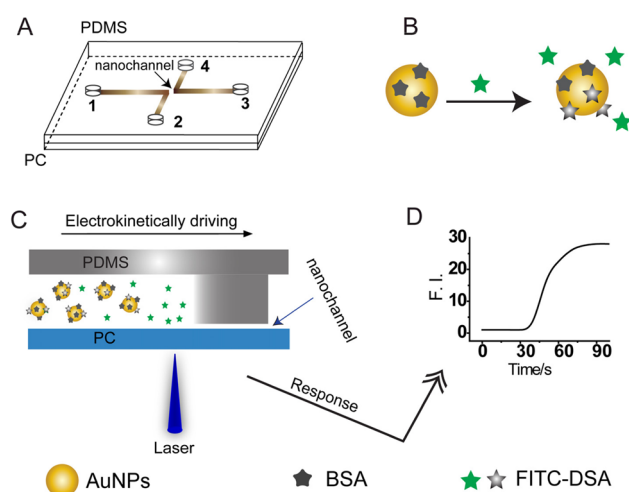 A
PDMS
nanochannel
4
1
3
2
PC
B
C
Electrokinetically driving
PDMS
PC
nanochannel
Laser
Response
D
F. I.
30
20
10
0
0 30 60 90
Time/s
AuNPs
BSA
FITC-DSA